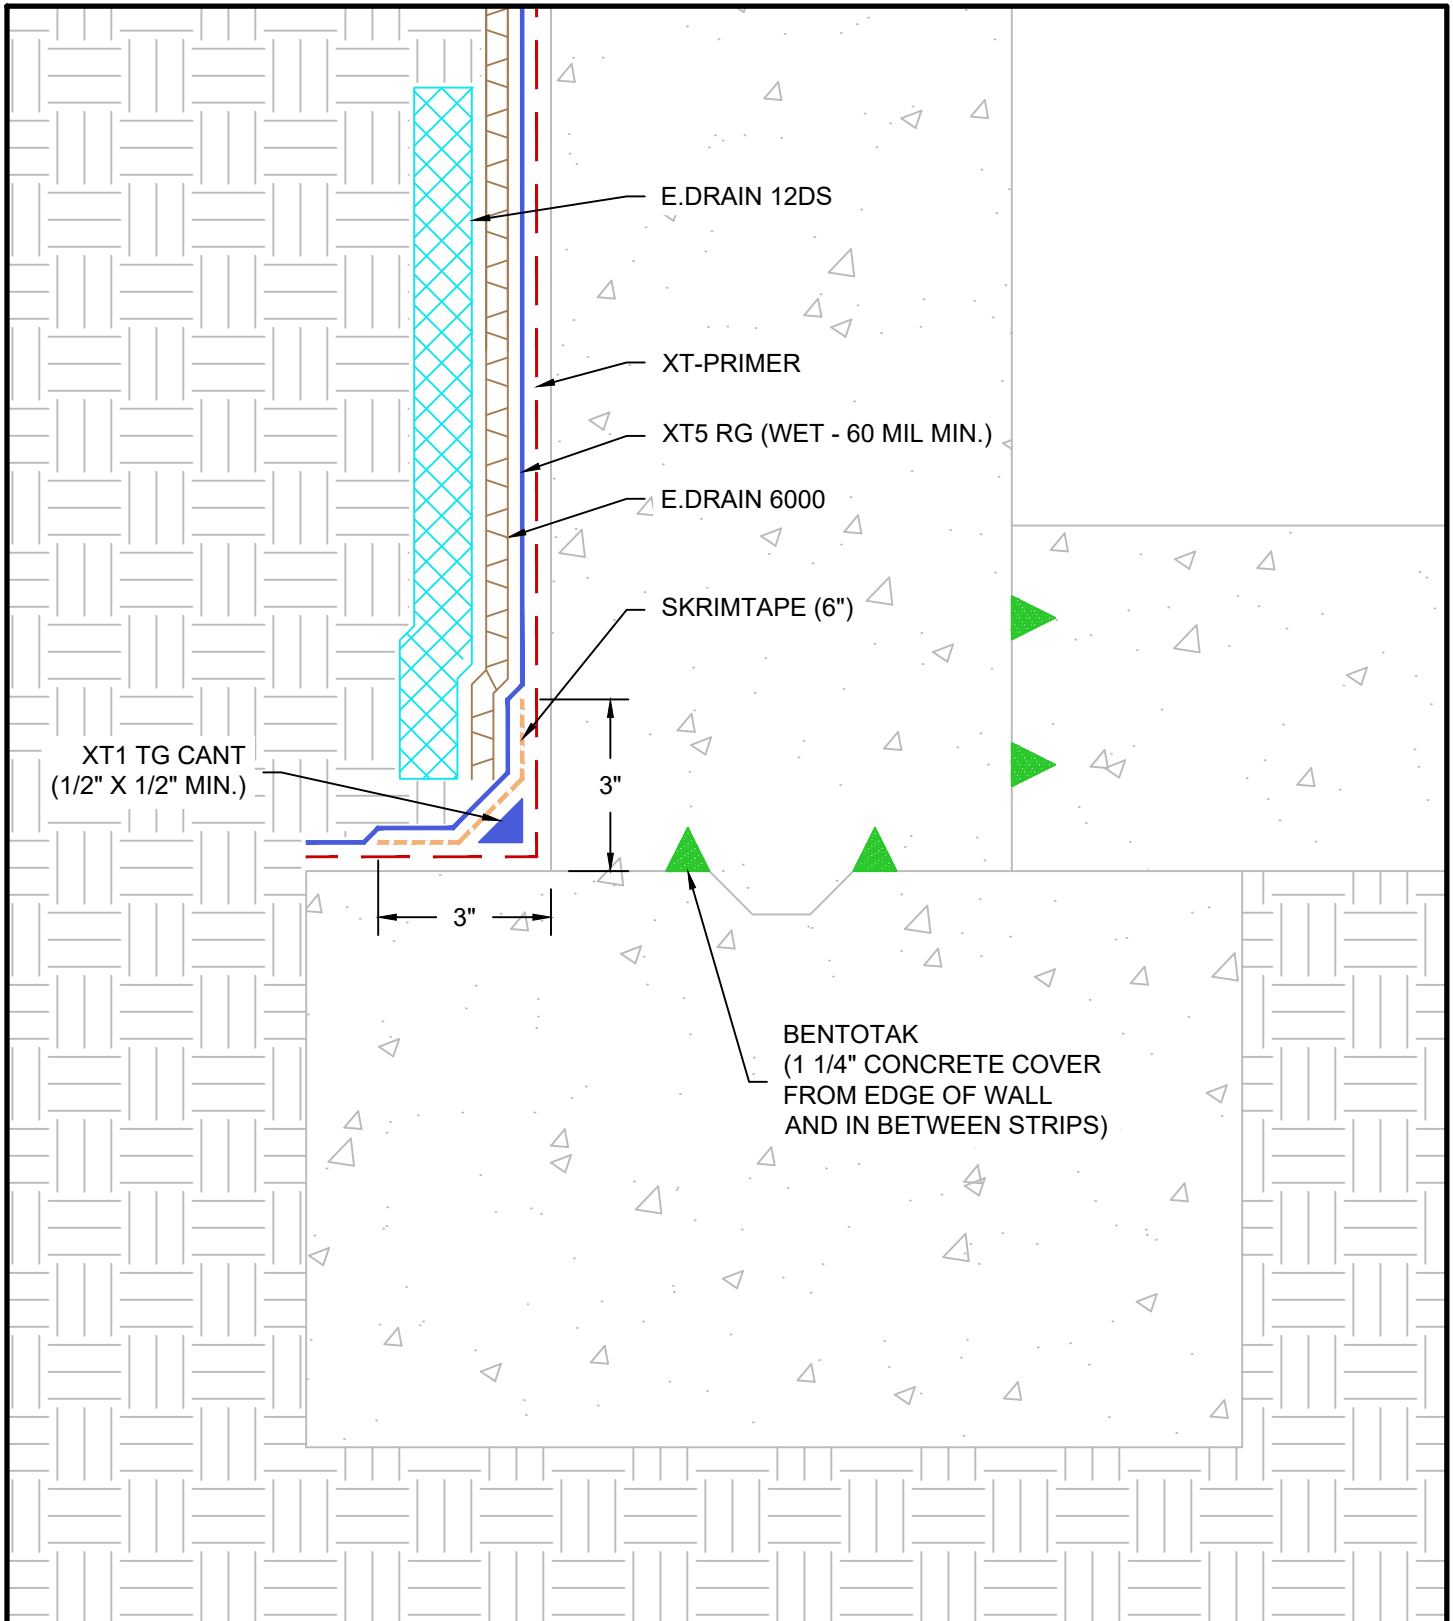 E.DRAIN 12DS
XT-PRIMER
XT5 RG (WET - 60 MIL MIN.)
E.DRAIN 6000
SKRIMTAPE (6")
XT1 TG CANT
(1/2" X 1/2" MIN.)
3"
3"
BENTOTAK
(1 1/4" CONCRETE COVER
FROM EDGE OF WALL
AND IN BETWEEN STRIPS)